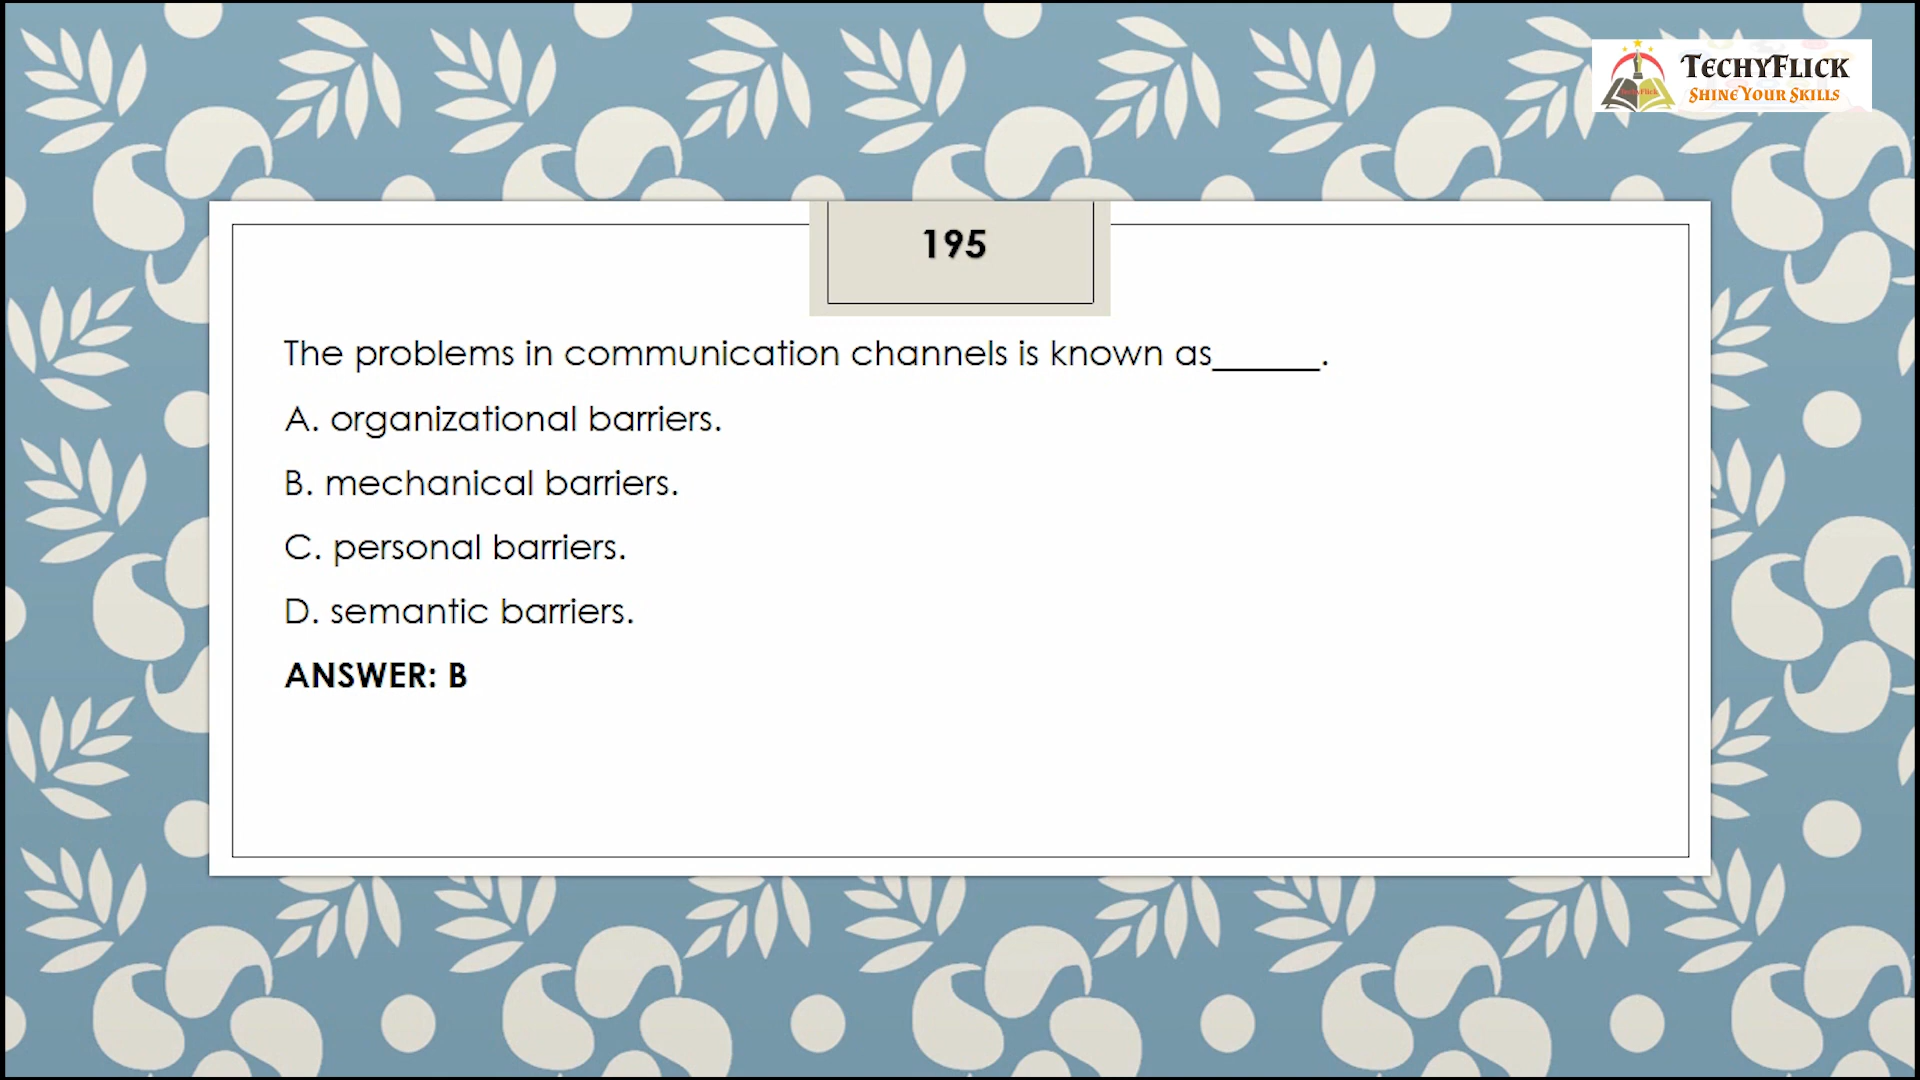 TechyFlick
Shine Your Skills
195
The problems in communication channels is known as______.
A. organizational barriers.
B. mechanical barriers.
C. personal barriers.
D. semantic barriers.
ANSWER: B